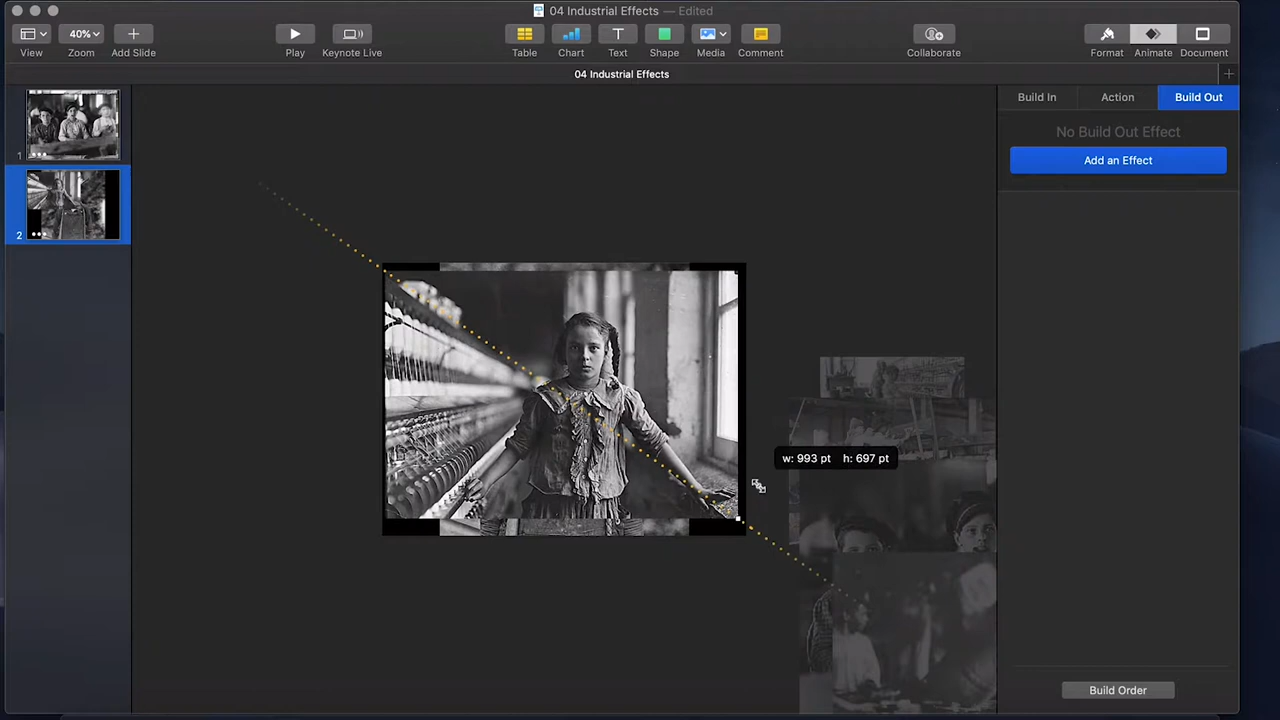 04 Industrial Effects — Edited
40%
View
Zoom
Add Slide
Play
Keynote Live
Table
Chart
Text
Shape
Media
Comment
Collaborate
Format
Animate
Document
04 Industrial Effects
Build In
Action
Build Out
No Build Out Effect
Add an Effect
1
2
w: 993 pt h: 697 pt
Build Order